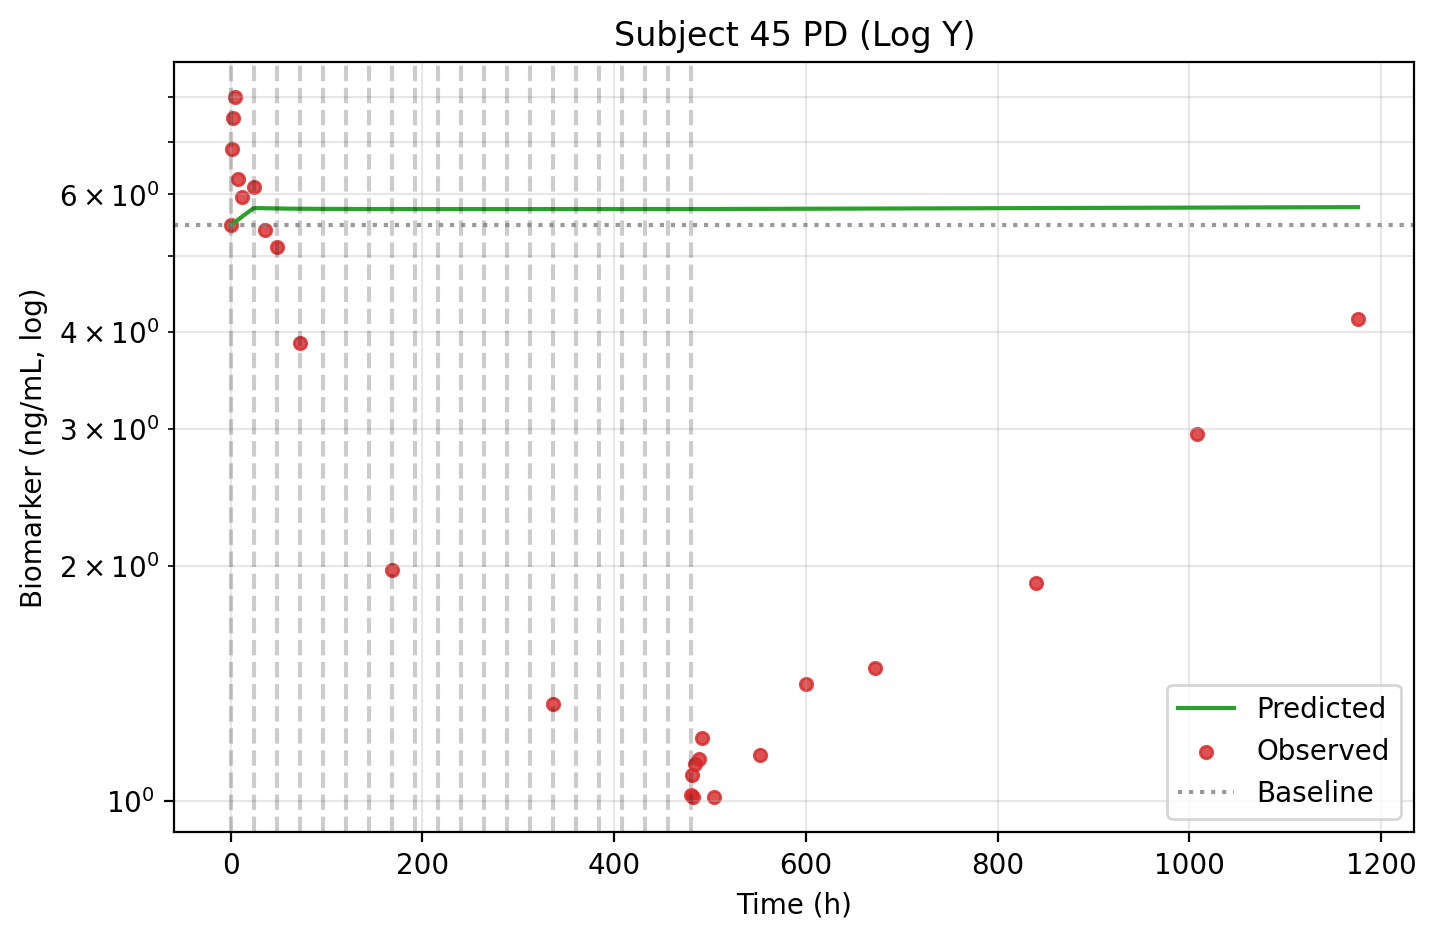 Subject 45 PD (Log Y)
Biomarker (ng/mL, log)
6 × 10⁰
4 × 10⁰
3 × 10⁰
2 × 10⁰
10⁰
Predicted
Observed
Baseline
0 200 400 600 800 1000 1200
Time (h)